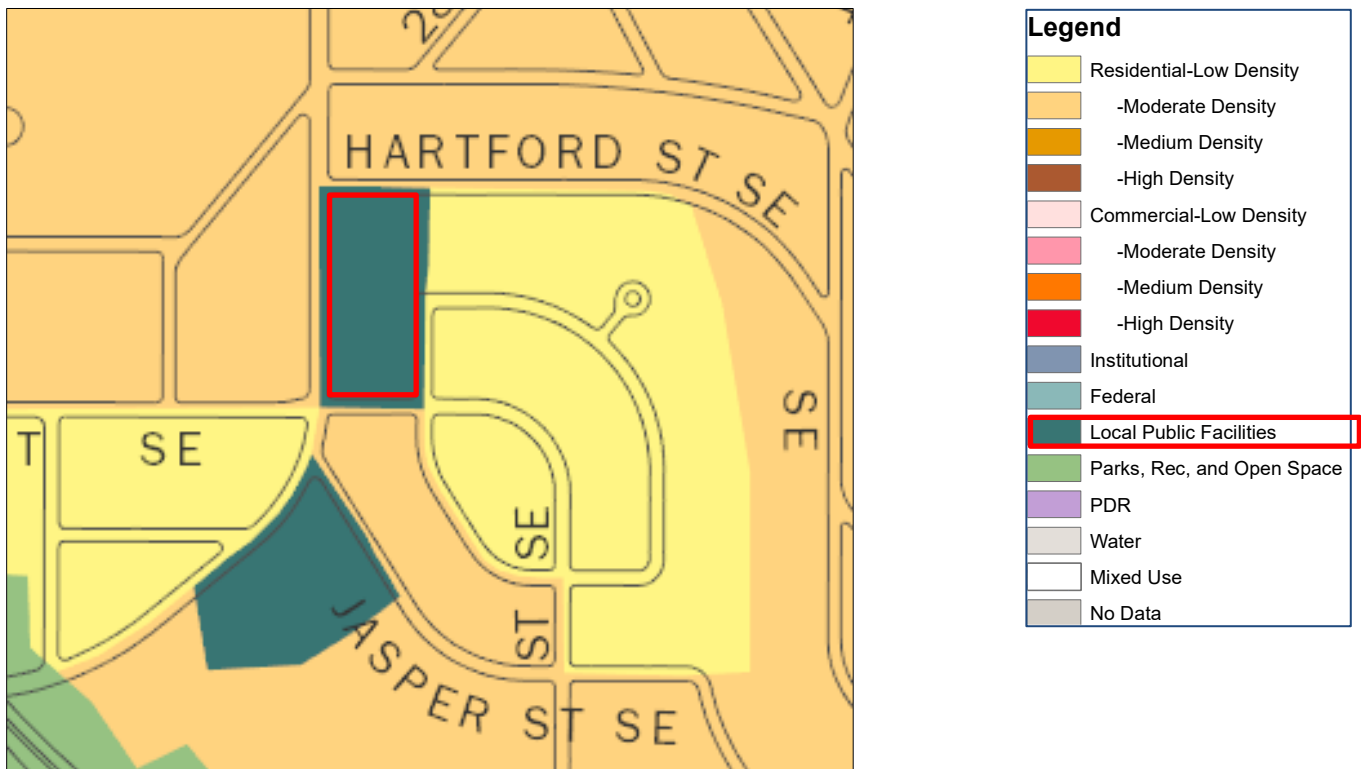 HARTFORD ST SE
SE
T SE
ST SE
JASPER ST SE
Legend
Residential-Low Density
-Moderate Density
-Medium Density
-High Density
Commercial-Low Density
-Moderate Density
-Medium Density
-High Density
Institutional
Federal
Local Public Facilities
Parks, Rec, and Open Space
PDR
Water
Mixed Use
No Data